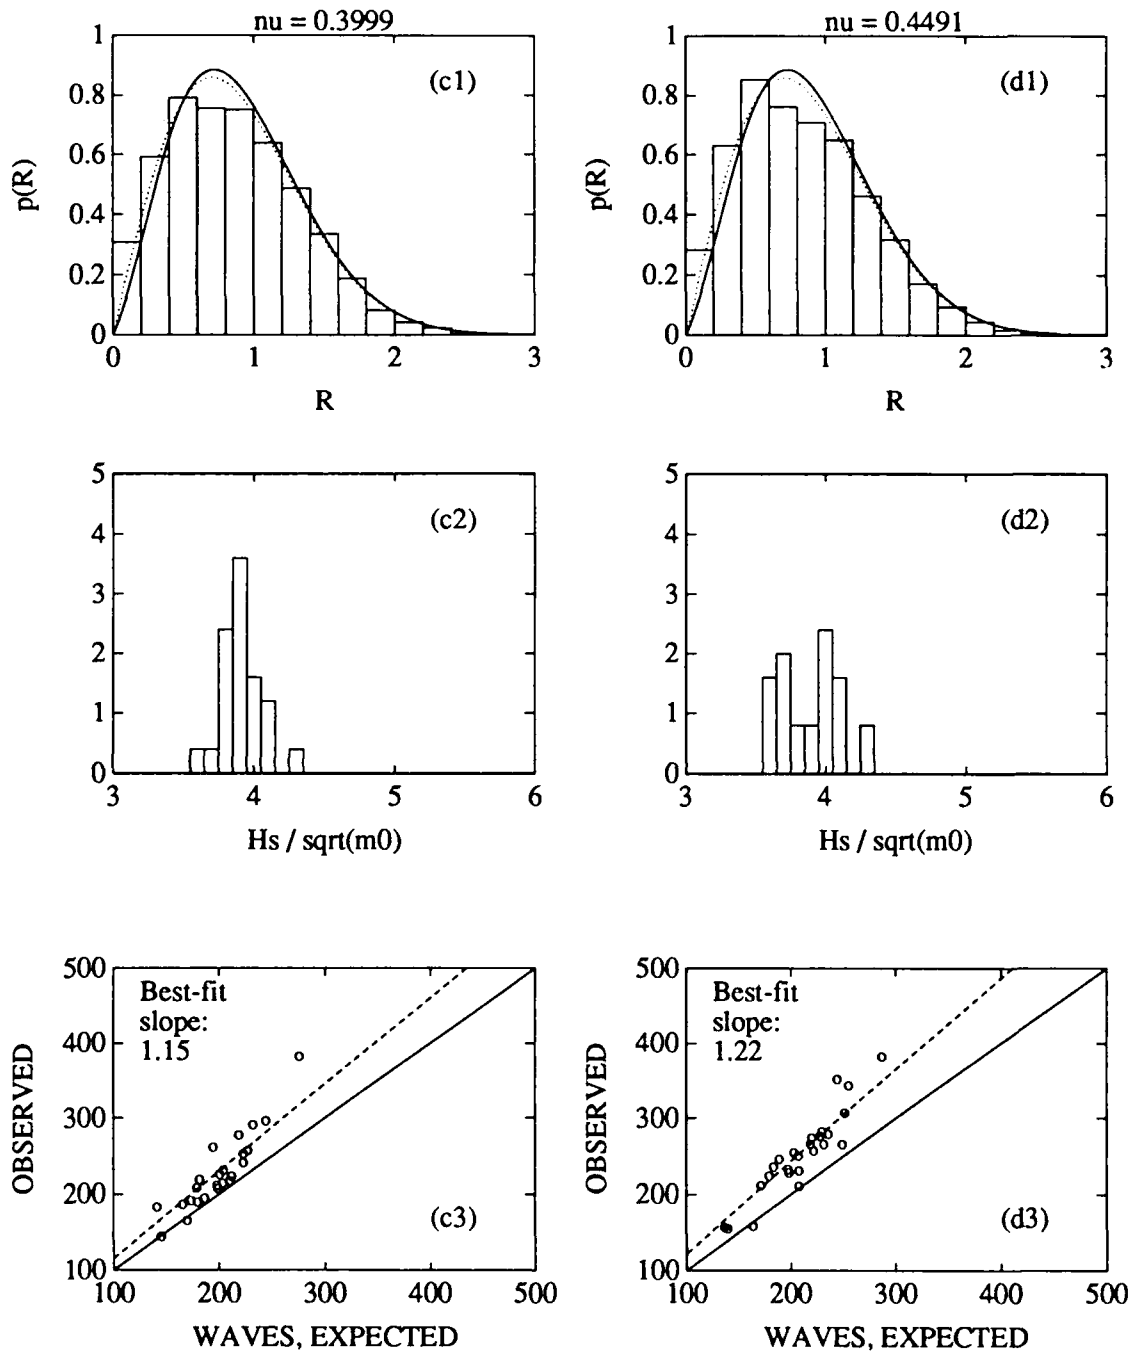 nu = 0.3999
1
0.8
0.6
0.4
0.2
0
p(R)
(c1)
0 1 2 3
R
nu = 0.4491
1
0.8
0.6
0.4
0.2
0
p(R)
(d1)
0 1 2 3
R
5
4
3
2
1
0
(c2)
3 4 5 6
Hs / sqrt(m0)
5
4
3
2
1
0
(d2)
3 4 5 6
Hs / sqrt(m0)
500
400
300
200
100
OBSERVED
Best-fit
slope:
1.15
(c3)
100 200 300 400 500
WAVES, EXPECTED
500
400
300
200
100
OBSERVED
Best-fit
slope:
1.22
(d3)
100 200 300 400 500
WAVES, EXPECTED